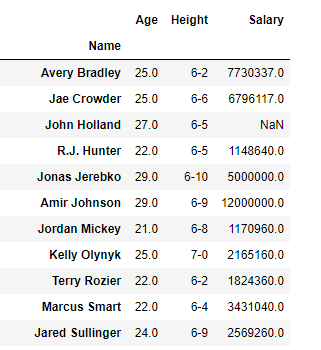 Age Height Salary
Name
Avery Bradley 25.0 6-2 7730337.0
Jae Crowder 25.0 6-6 6796117.0
John Holland 27.0 6-5 NaN
R.J. Hunter 22.0 6-5 1148640.0
Jonas Jerebko 29.0 6-10 5000000.0
Amir Johnson 29.0 6-9 12000000.0
Jordan Mickey 21.0 6-8 1170960.0
Kelly Olynyk 25.0 7-0 2165160.0
Terry Rozier 22.0 6-2 1824360.0
Marcus Smart 22.0 6-4 3431040.0
Jared Sullinger 24.0 6-9 2569260.0